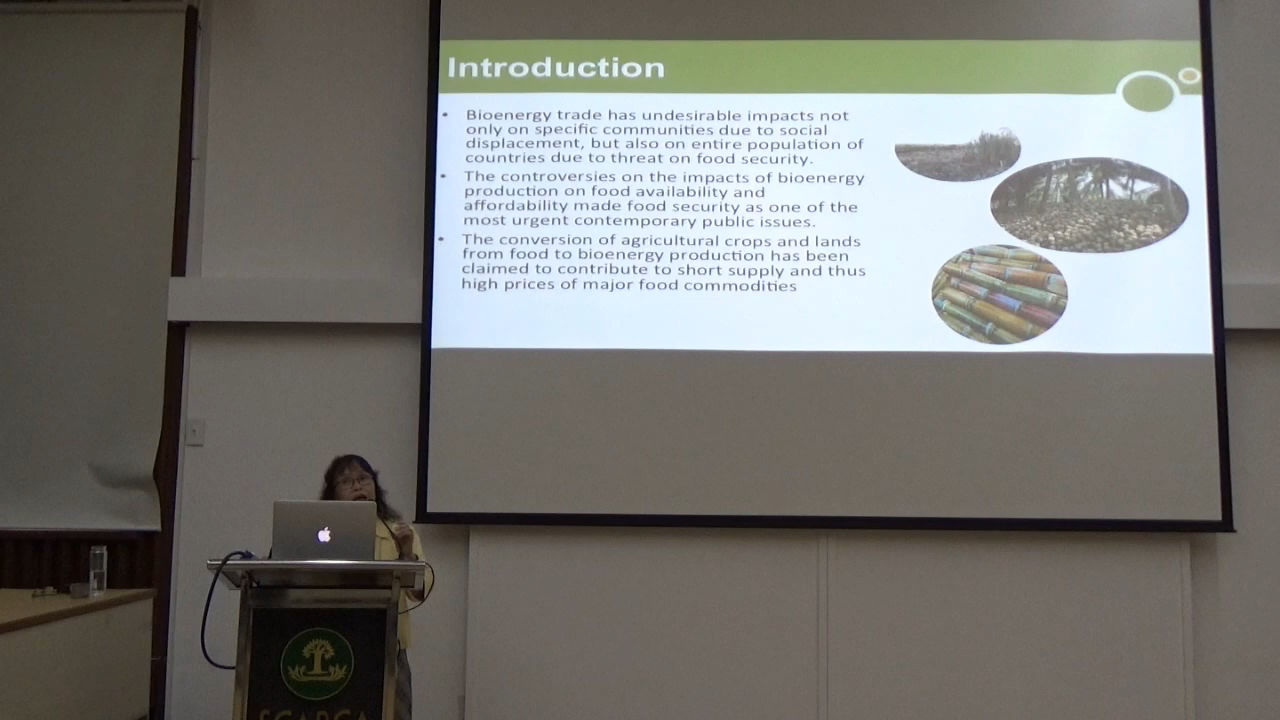 Introduction
• Bioenergy trade has undesirable impacts not
only on specific communities due to social
displacement, but also on entire population of
countries due to threat on food security.
• The controversies on the impacts of bioenergy
production on food availability and
affordability made food security as one of the
most urgent contemporary public issues.
• The conversion of agricultural crops and lands
from food to bioenergy production has been
claimed to contribute to short supply and thus
high prices of major food commodities
SEARCA